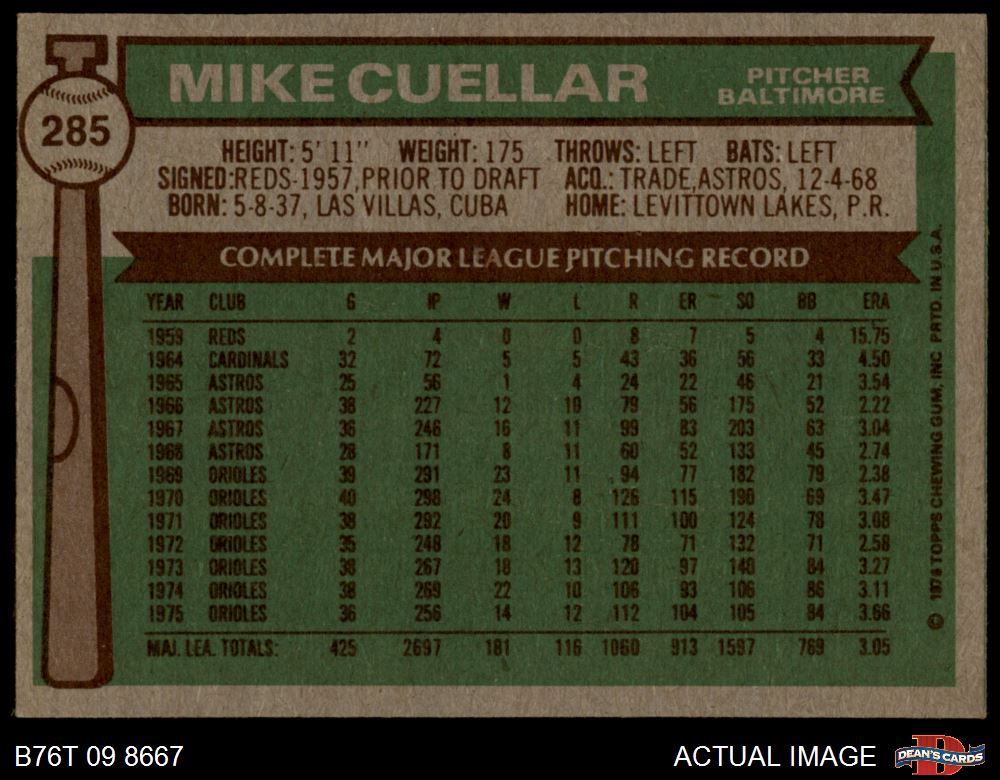 285
MIKE CUELLAR
PITCHER
BALTIMORE
HEIGHT: 5' 11" WEIGHT: 175 THROWS: LEFT BATS: LEFT
SIGNED:REDS-1957,PRIOR TO DRAFT ACQ.: TRADE,ASTROS, 12-4-68
BORN: 5-8-37, LAS VILLAS, CUBA HOME: LEVITTOWN LAKES, P.R.
COMPLETE MAJOR LEAGUE PITCHING RECORD
YEAR CLUB G IP W L R ER SO BB ERA
1959 REDS 2 4 0 0 8 7 5 4 15.75
1964 CARDINALS 32 72 5 5 43 36 56 33 4.50
1965 ASTROS 25 56 1 4 24 22 46 21 3.54
1966 ASTROS 38 227 12 10 79 56 175 52 2.22
1967 ASTROS 36 246 16 11 99 83 203 63 3.04
1968 ASTROS 28 171 8 11 60 52 133 45 2.74
1969 ORIOLES 39 291 23 11 94 77 182 79 2.38
1970 ORIOLES 40 298 24 8 126 115 190 69 3.47
1971 ORIOLES 38 292 20 9 111 100 124 78 3.08
1972 ORIOLES 35 248 18 12 78 71 132 71 2.58
1973 ORIOLES 38 267 18 13 120 97 140 84 3.27
1974 ORIOLES 38 269 22 10 106 93 106 86 3.11
1975 ORIOLES 36 256 14 12 112 104 105 84 3.66
MAJ. LEA. TOTALS: 425 2697 181 116 1060 913 1597 769 3.05
© 1976 TOPPS CHEWING GUM, INC PRTD. IN U.S.A.
B76T 09 8667
ACTUAL IMAGE
D
DEAN'S CARDS